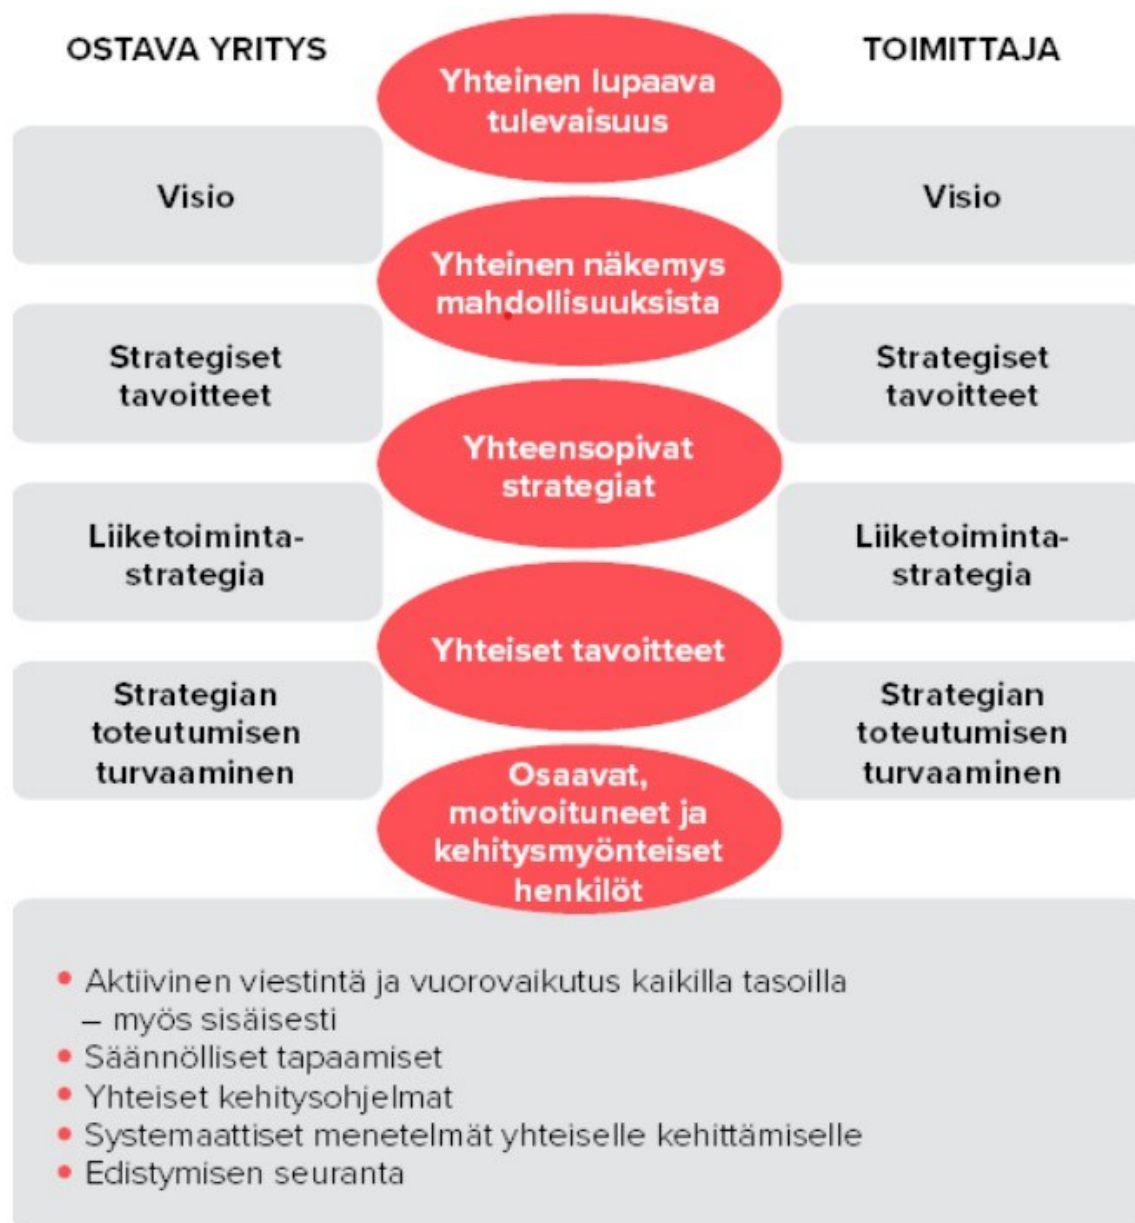 OSTAVA YRITYS
TOIMITTAJA
Yhteinen lupaava
tulevaisuus
Visio
Visio
Yhteinen näkemys
mahdollisuuksista
Strategiset
tavoitteet
Strategiset
tavoitteet
Yhteensopivat
strategiat
Liiketoiminta-
strategia
Liiketoiminta-
strategia
Yhteiset tavoitteet
Strategian
toteutumisen
turvaaminen
Strategian
toteutumisen
turvaaminen
Osaavat,
motivoituneet ja
kehitysmyönteiset
henkilöt
• Aktiivinen viestintä ja vuorovaikutus kaikilla tasoilla
– myös sisäisesti
• Säännölliset tapaamiset
• Yhteiset kehitysohjelmat
• Systemaattiset menetelmät yhteiselle kehittämiselle
• Edistymisen seuranta